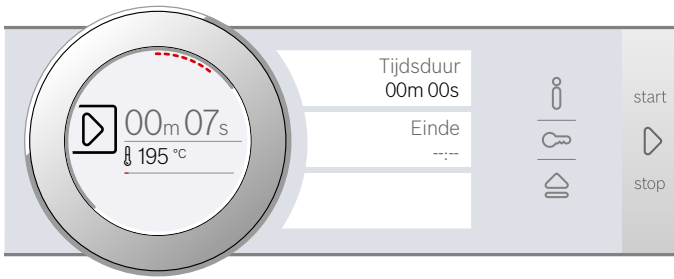 00m 07s
195 °C
Tijdsduur
00m 00s
Einde
--:--
start
stop